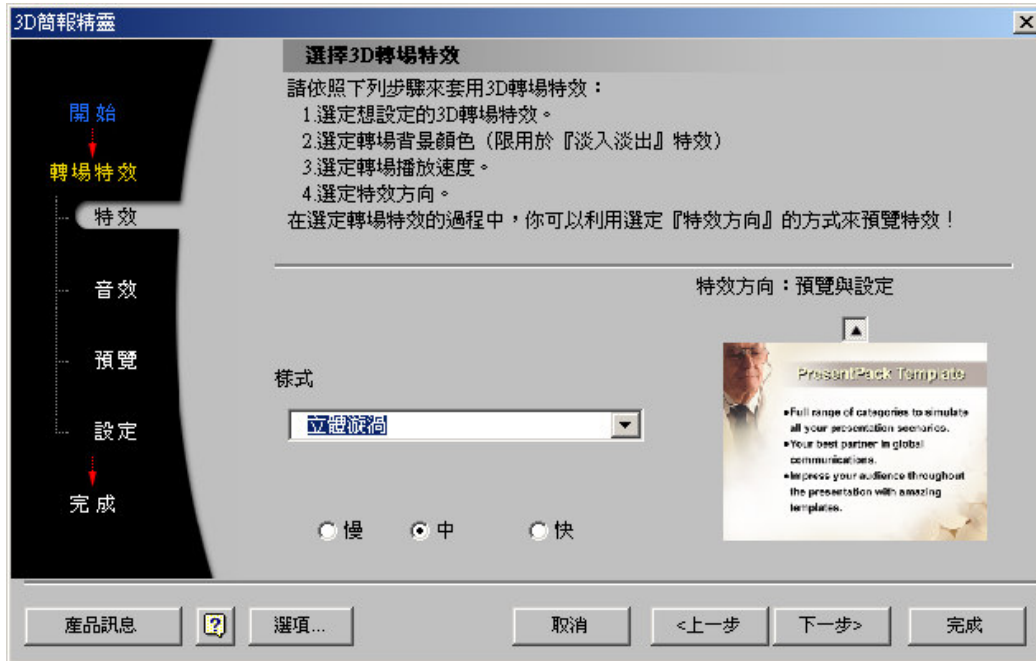 3D簡報精靈
選擇3D轉場特效
請依照下列步驟來套用3D轉場特效：
1.選定想設定的3D轉場特效。
2.選定轉場背景顏色（限用於『淡入淡出』特效）
3.選定轉場播放速度。
4.選定特效方向。
在選定轉場特效的過程中，你可以利用選定『特效方向』的方式來預覽特效！
開始
轉場特效
特效
音效
預覽
設定
完成
特效方向：預覽與設定
樣式
立體漩渦
慢
中
快
PresentPack Template
•Full range of categories to simulate
all your presentation scenarios.
•Your best partner in global
communications.
•Impress your audience throughout
the presentation with amazing
templates.
產品訊息
?
選項...
取消
<上一步
下一步>
完成